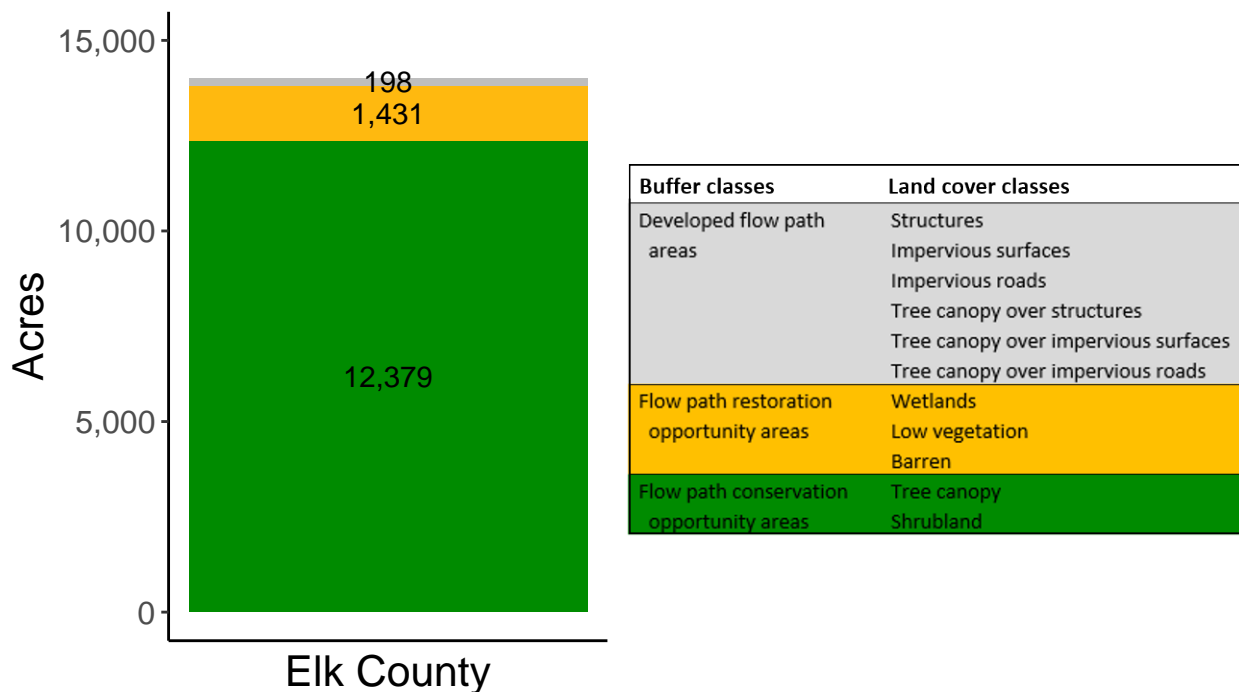 15,000
198
1,431
10,000
12,379
5,000
0
Acres
Elk County
Buffer classes Land cover classes
Developed flow path Structures
areas Impervious surfaces
Impervious roads
Tree canopy over structures
Tree canopy over impervious surfaces
Tree canopy over impervious roads
Flow path restoration Wetlands
opportunity areas Low vegetation
Barren
Flow path conservation Tree canopy
opportunity areas Shrubland